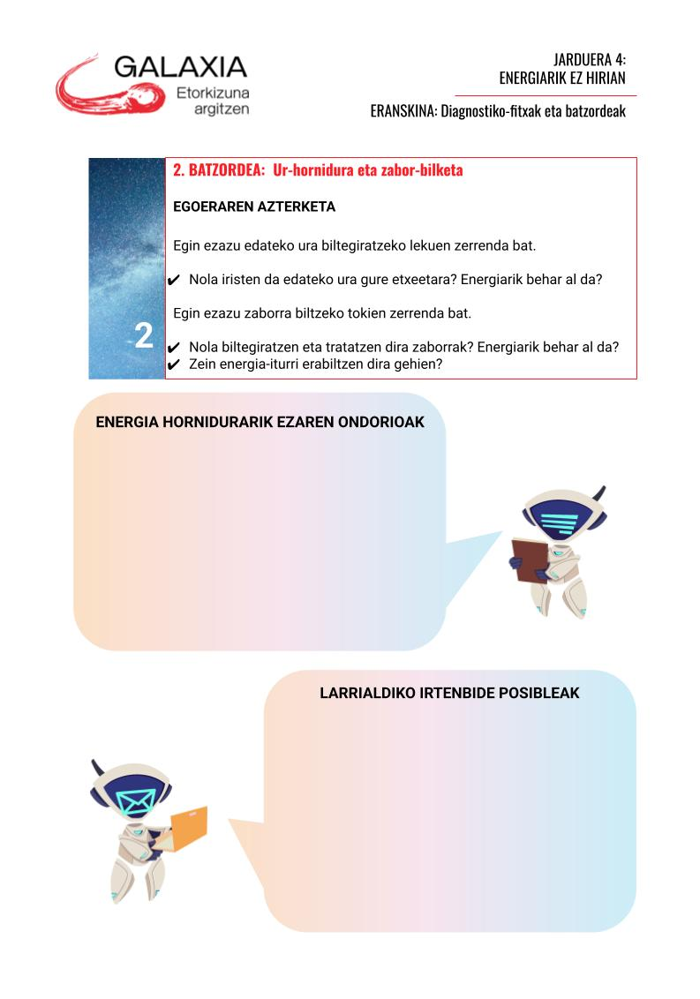 GALAXIA
Etorkizuna
argitzen
JARDUERA 4:
ENERGIARIK EZ HIRIAN
ERANSKINA: Diagnostiko-fitxak eta batzordeak
2. BATZORDEA: Ur-hornidura eta zabor-bilketa
EGOERAREN AZTERKETA
Egin ezazu edateko ura biltegiratzeko lekuen zerrenda bat.
✔ Nola iristen da edateko ura gure etxeetara? Energiarik behar al da?
Egin ezazu zaborra biltzeko tokien zerrenda bat.
2
✔ Nola biltegiratzen eta tratatzen dira zaborrak? Energiarik behar al da?
✔ Zein energia-iturri erabiltzen dira gehien?
ENERGIA HORNIDURARIK EZAREN ONDORIOAK
LARRIALDIKO IRTENBIDE POSIBLEAK